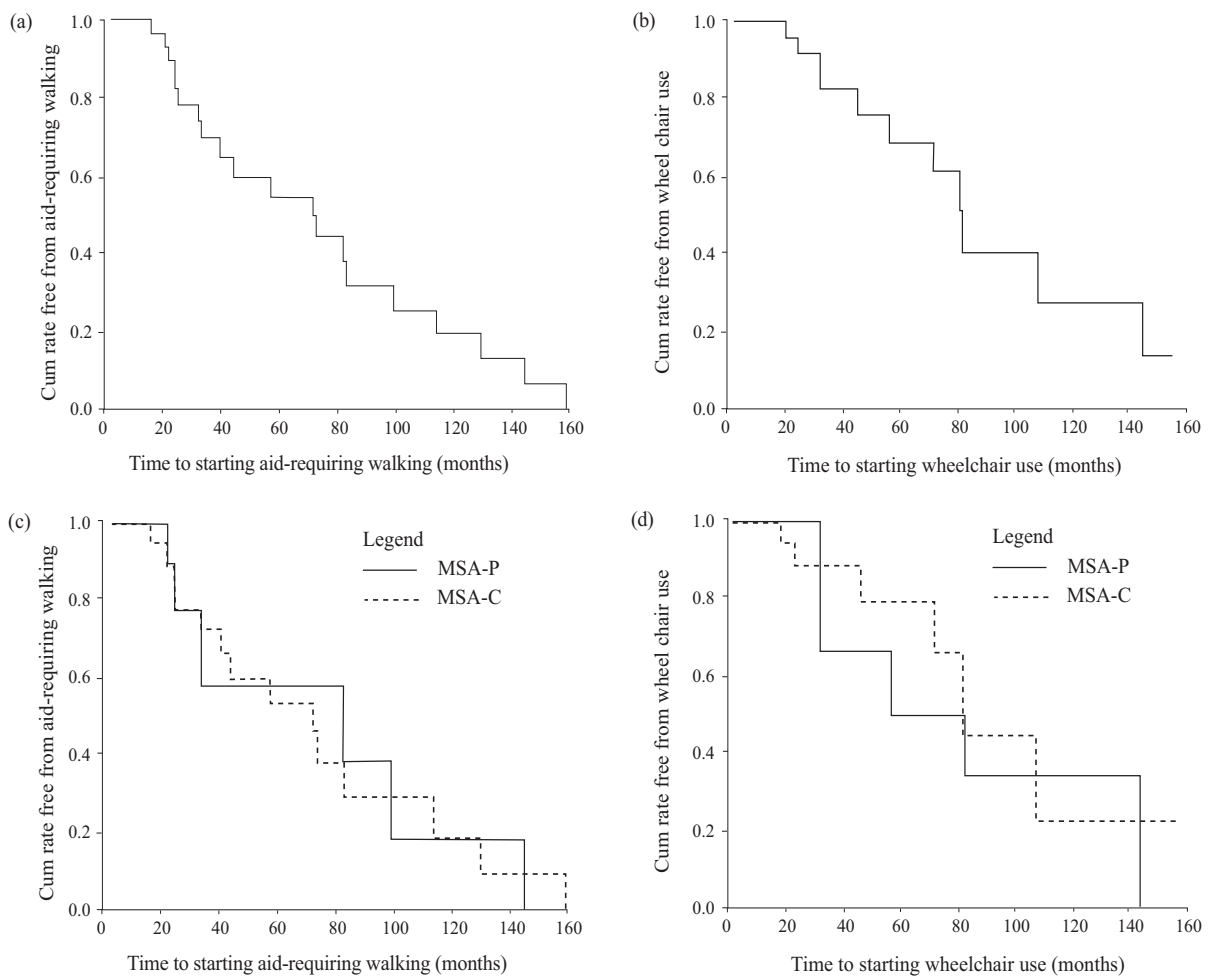 (a)
Cum rate free from aid-requiring walking
1.0
0.8
0.6
0.4
0.2
0.0
0 20 40 60 80 100 120 140 160
Time to starting aid-requiring walking (months)
(b)
Cum rate free from wheel chair use
1.0
0.8
0.6
0.4
0.2
0.0
0 20 40 60 80 100 120 140 160
Time to starting wheelchair use (months)
(c)
Cum rate free from aid-requiring walking
1.0
0.8
0.6
0.4
0.2
0.0
Legend
MSA-P
MSA-C
0 20 40 60 80 100 120 140 160
Time to starting aid-requiring walking (months)
(d)
Cum rate free from wheel chair use
1.0
0.8
0.6
0.4
0.2
0.0
Legend
MSA-P
MSA-C
0 20 40 60 80 100 120 140 160
Time to starting wheelchair use (months)